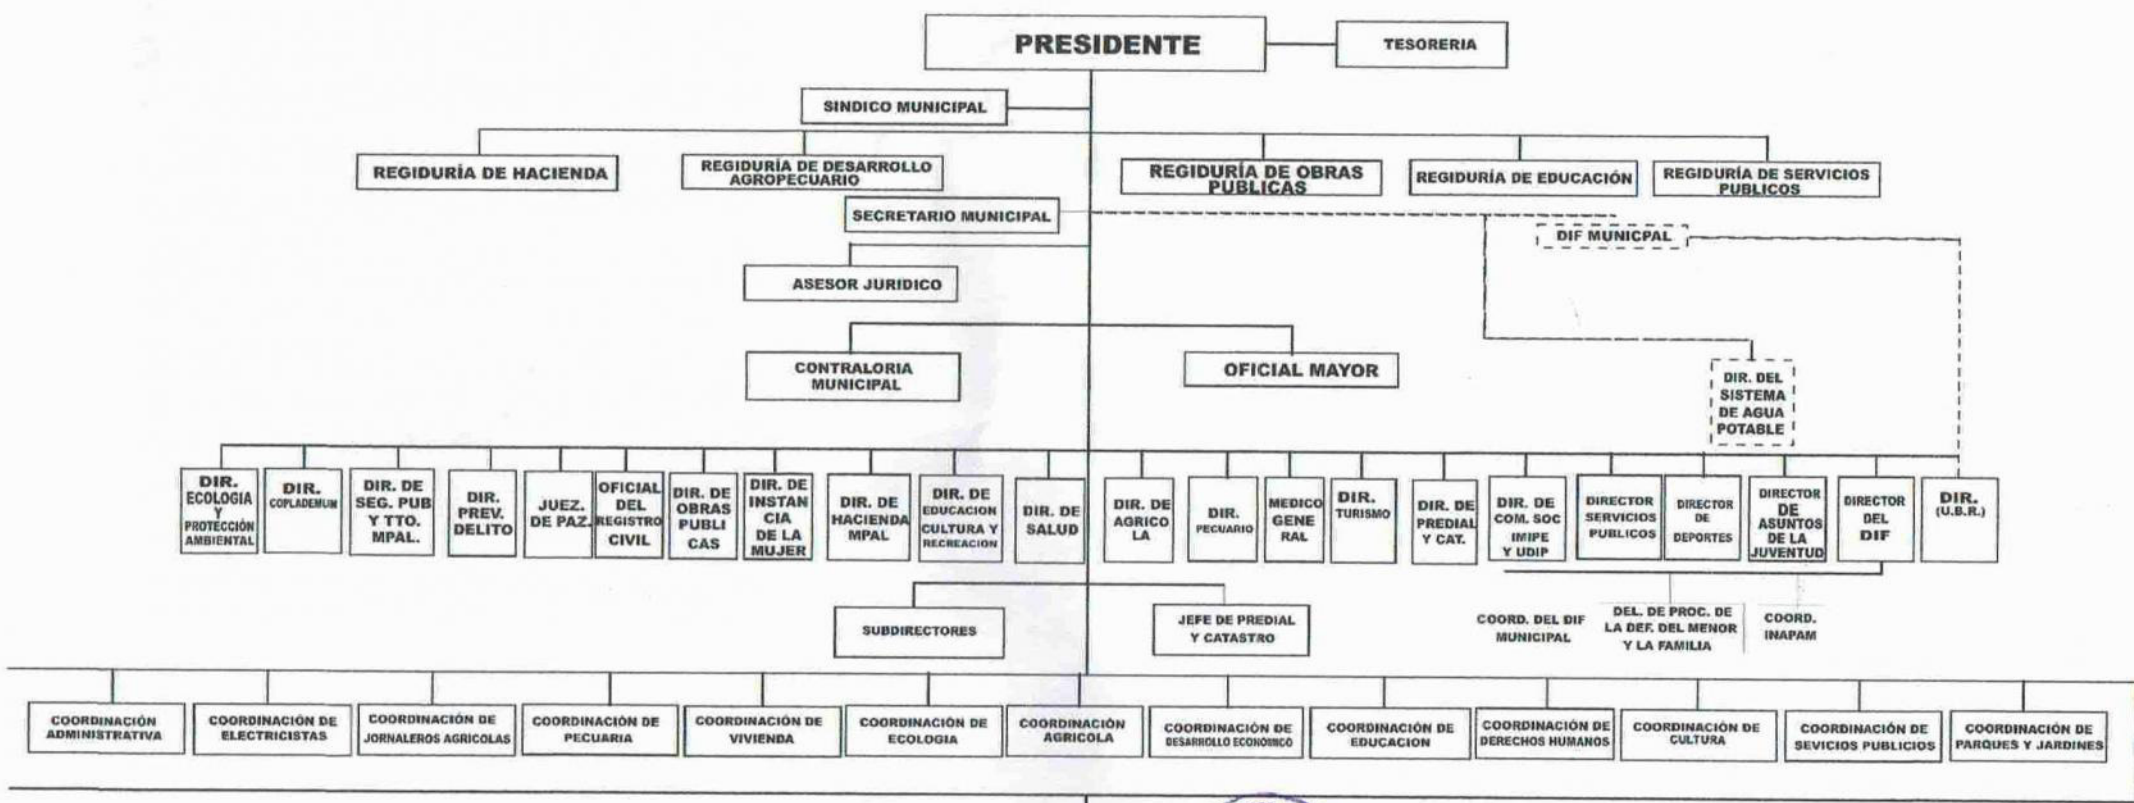 PRESIDENTE
TESORERIA
SINDICO MUNICIPAL
REGIDURÍA DE HACIENDA
REGIDURÍA DE DESARROLLO
AGROPECUARIO
REGIDURÍA DE OBRAS
PUBLICAS
REGIDURÍA DE EDUCACIÓN
REGIDURÍA DE SERVICIOS
PUBLICOS
SECRETARIO MUNICIPAL
DIF MUNICPAL
ASESOR JURIDICO
CONTRALORIA
MUNICIPAL
OFICIAL MAYOR
DIR. DEL
SISTEMA
DE AGUA
POTABLE
DIR.
ECOLOGIA
Y
PROTECCIÓN
AMBIENTAL
DIR.
COPLADEMUN
DIR. DE
SEG. PUB
Y TTO.
MPAL.
DIR.
PREV.
DELITO
JUEZ.
DE PAZ.
OFICIAL
DEL
REGISTRO
CIVIL
DIR. DE
OBRAS
PUBLI
CAS
DIR. DE
INSTAN
CIA
DE LA
MUJER
DIR. DE
HACIENDA
MPAL
DIR. DE
EDUCACION
CULTURA Y
RECREACION
DIR. DE
SALUD
DIR. DE
AGRICO
LA
DIR.
PECUARIO
MEDICO
GENE
RAL
DIR.
TURISMO
DIR. DE
PREDIAL
Y CAT.
DIR. DE
COM. SOC
IMIPE
Y UDIP
DIRECTOR
SERVICIOS
PUBLICOS
DIRECTOR
DE
DEPORTES
DIRECTOR
DE
ASUNTOS
DE LA
JUVENTUD
DIRECTOR
DEL
DIF
DIR.
(U.B.R.)
SUBDIRECTORES
JEFE DE PREDIAL
Y CATASTRO
COORD. DEL DIF
MUNICIPAL
DEL. DE PROC. DE
LA DEF. DEL MENOR
Y LA FAMILIA
COORD.
INAPAM
COORDINACIÓN
ADMINISTRATIVA
COORDINACIÓN DE
ELECTRICISTAS
COORDINACIÓN DE
JORNALEROS AGRICOLAS
COORDINACIÓN DE
PECUARIA
COORDINACIÓN DE
VIVIENDA
COORDINACIÓN DE
ECOLOGIA
COORDINACIÓN
AGRICOLA
COORDINACIÓN DE
DESARROLLO ECONOMICO
COORDINACIÓN DE
EDUCACION
COORDINACIÓN DE
DERECHOS HUMANOS
COORDINACIÓN DE
CULTURA
COORDINACIÓN DE
SEVICIOS PUBLICIOS
COORDINACIÓN DE
PARQUES Y JARDINES